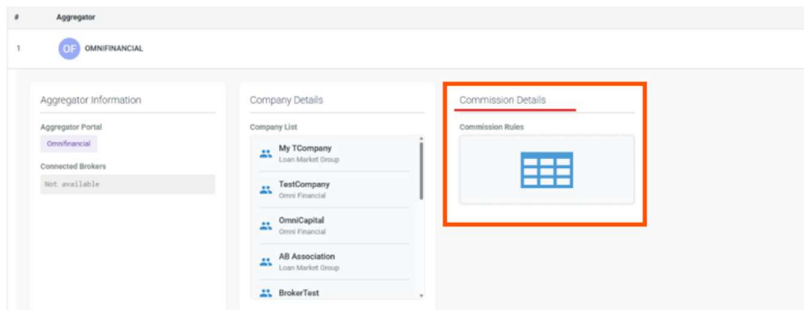 # Aggregator
1 OF OMNIFINANCIAL
Aggregator Information
Aggregator Portal
Omnifinancial
Connected Brokers
Not available
Company Details
Company List
My TCompany
Loan Market Group
TestCompany
Omni Financial
OmniCapital
Omni Financial
AB Association
Loan Market Group
BrokerTest
Commission Details
Commission Rules